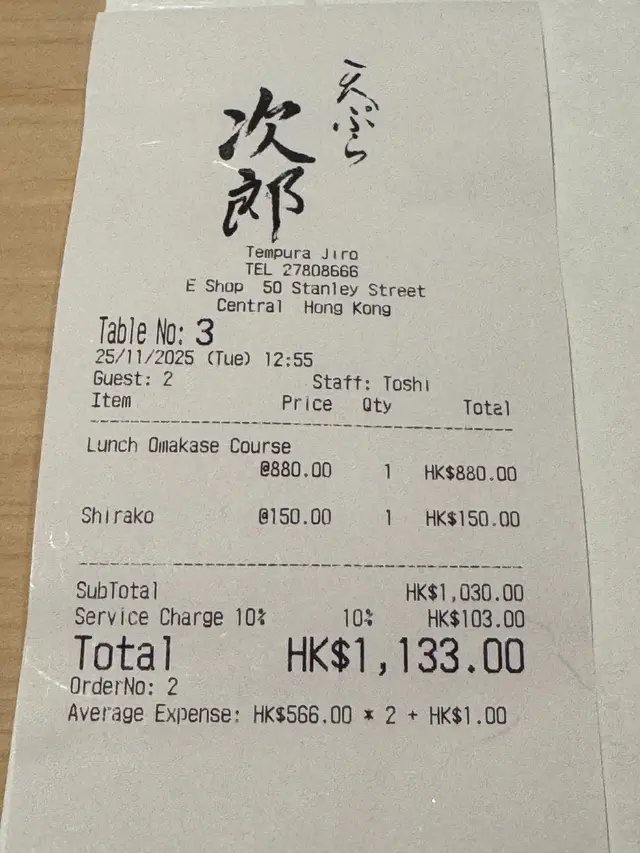 天ぷら
次郎
Tempura Jiro
TEL 27808666
E Shop 50 Stanley Street
Central Hong Kong
Table No: 3
25/11/2025 (Tue) 12:55
Guest: 2 Staff: Toshi
Item Price Qty Total
Lunch Omakase Course
@880.00 1 HK$880.00
Shirako @150.00 1 HK$150.00
SubTotal HK$1,030.00
Service Charge 10% 10% HK$103.00
Total HK$1,133.00
OrderNo: 2
Average Expense: HK$566.00 * 2 + HK$1.00